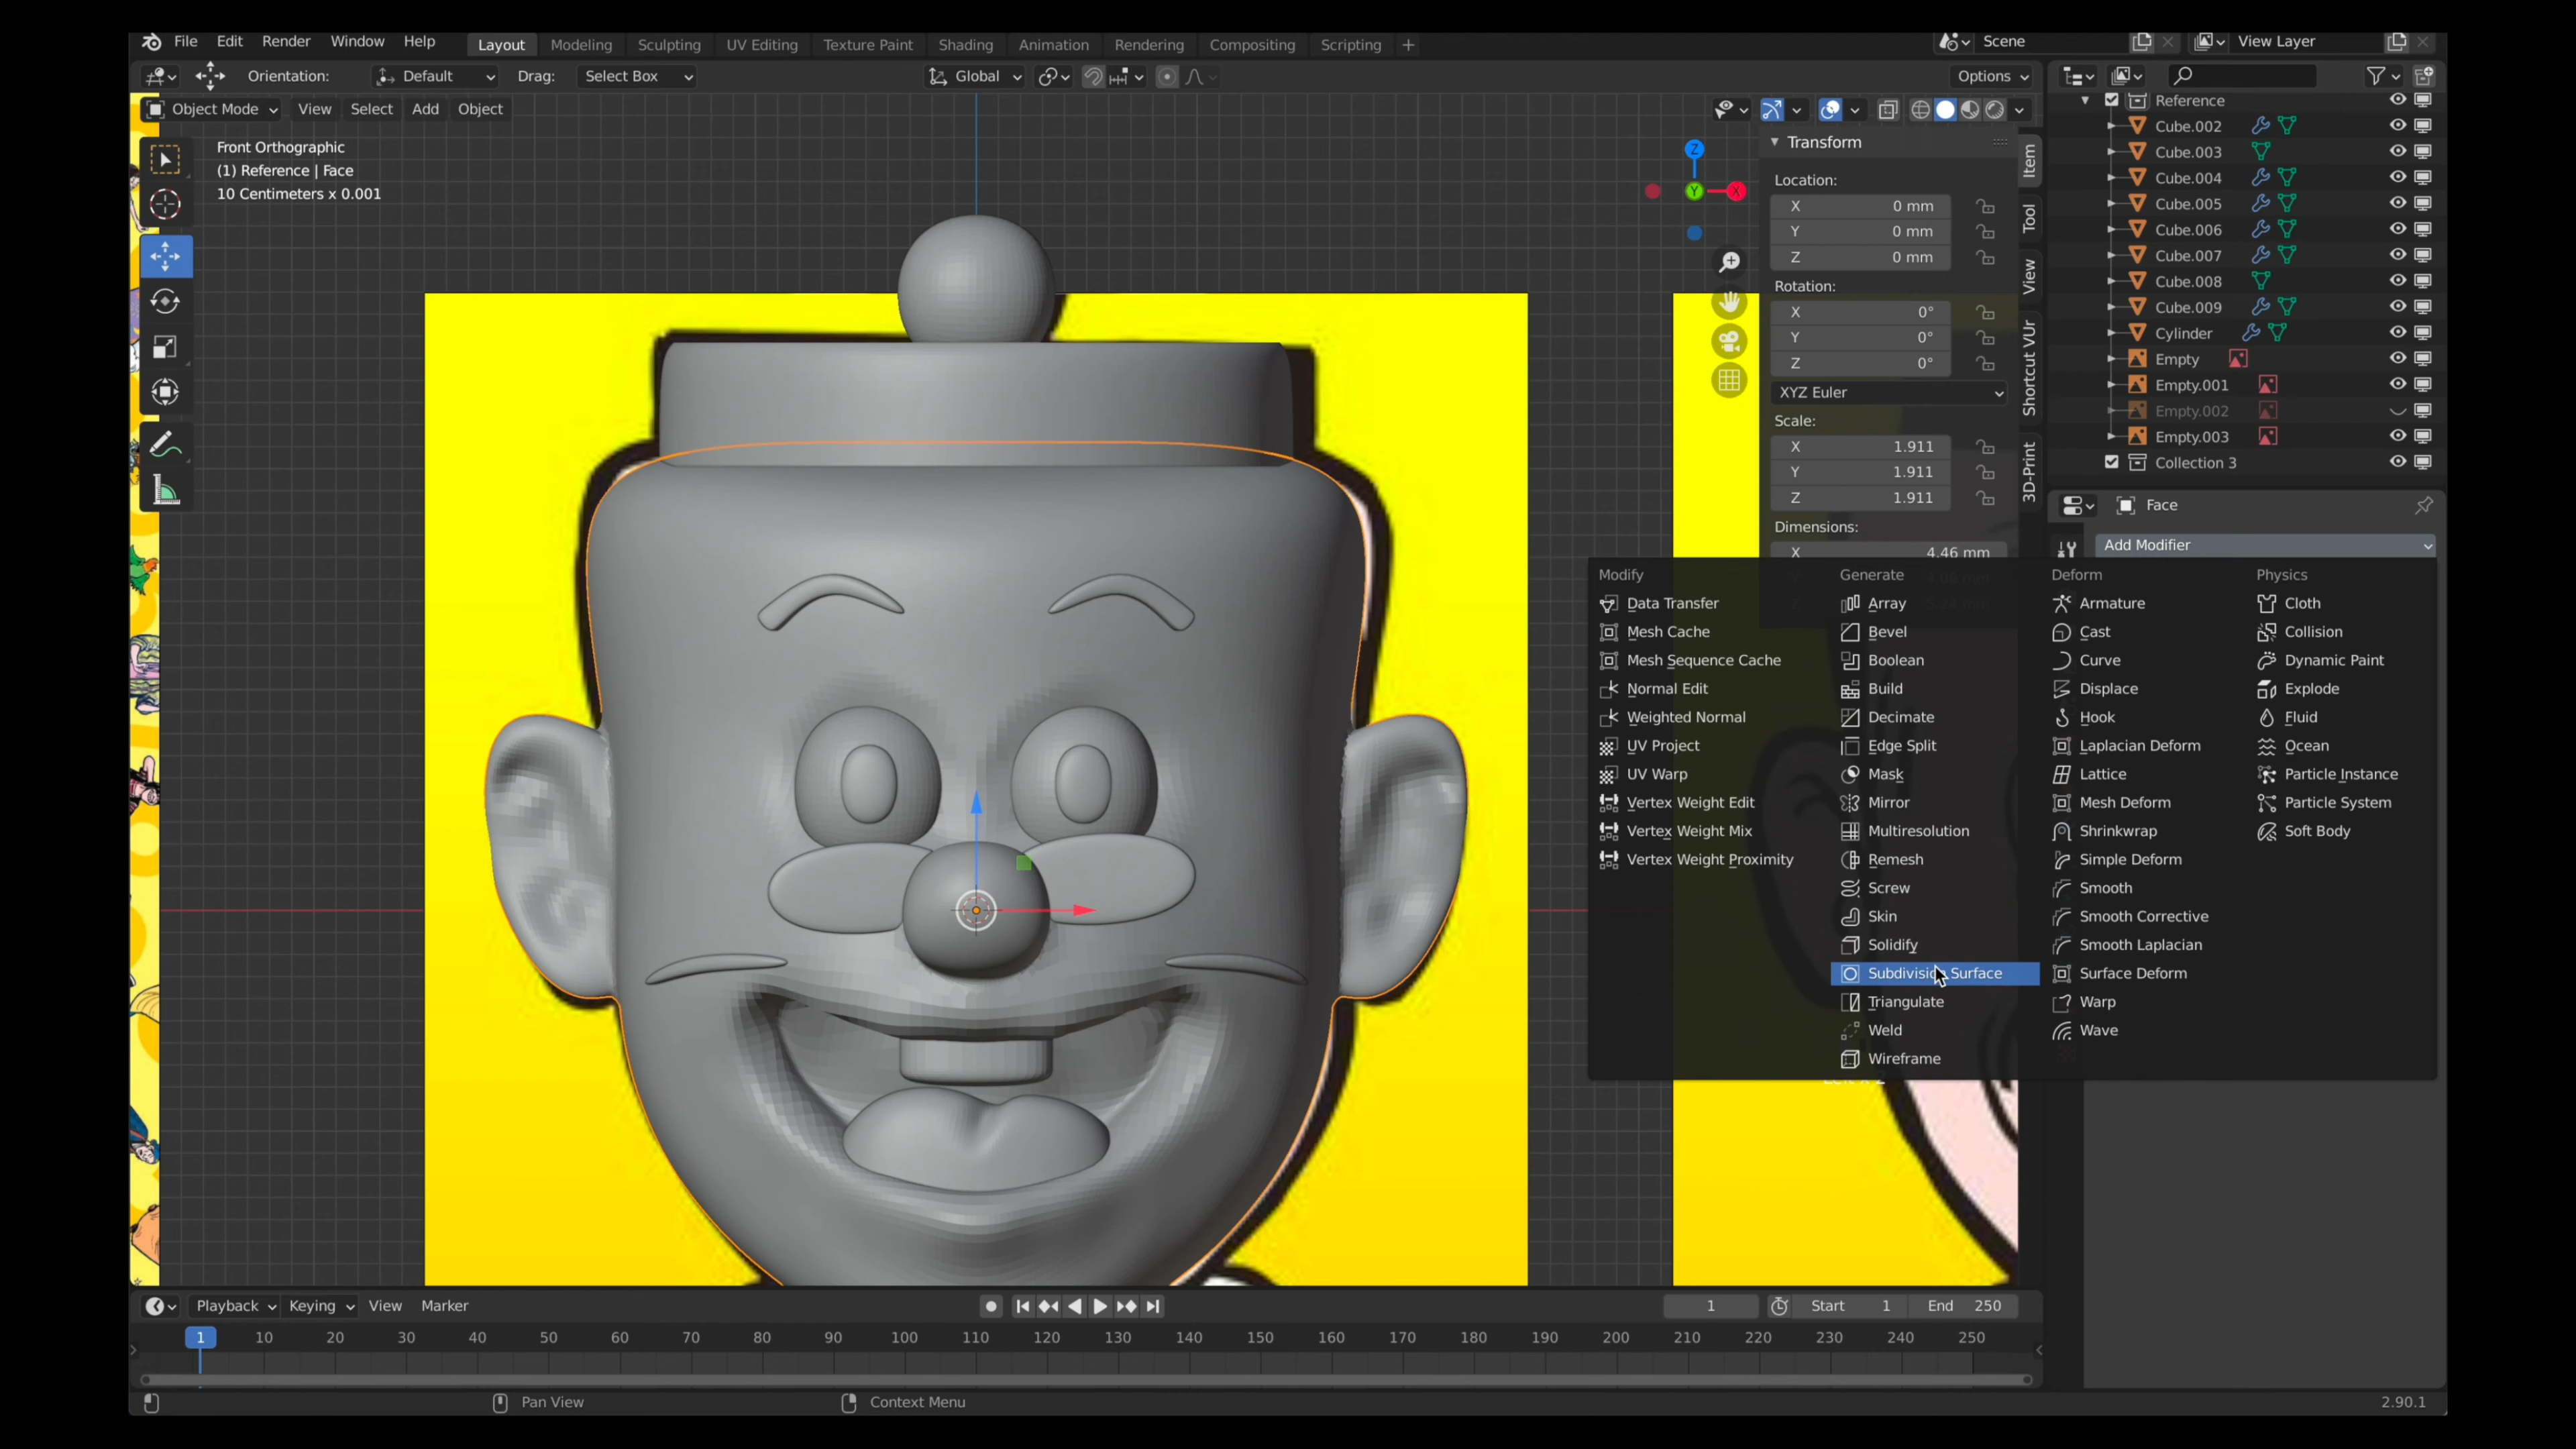 File Edit Render Window Help Layout Modeling Sculpting UV Editing Texture Paint Shading Animation Rendering Compositing Scripting + Scene View Layer
Orientation: Default Drag: Select Box Global Options
Object Mode View Select Add Object
Front Orthographic
(1) Reference | Face
10 Centimeters x 0.001
Z
Y
X
Transform
Location:
X 0 mm
Y 0 mm
Z 0 mm
Rotation:
X 0°
Y 0°
Z 0°
XYZ Euler
Scale:
X 1.911
Y 1.911
Z 1.911
Dimensions:
X 4.46 mm
Item
Tool
View
Shortcut VUr
3D-Print
Reference
Cube.002
Cube.003
Cube.004
Cube.005
Cube.006
Cube.007
Cube.008
Cube.009
Cylinder
Empty
Empty.001
Empty.002
Empty.003
Collection 3
Face
Add Modifier
Modify
Data Transfer
Mesh Cache
Mesh Sequence Cache
Normal Edit
Weighted Normal
UV Project
UV Warp
Vertex Weight Edit
Vertex Weight Mix
Vertex Weight Proximity
Generate
Array
Bevel
Boolean
Build
Decimate
Edge Split
Mask
Mirror
Multiresolution
Remesh
Screw
Skin
Solidify
Subdivision Surface
Triangulate
Weld
Wireframe
Deform
Armature
Cast
Curve
Displace
Hook
Laplacian Deform
Lattice
Mesh Deform
Shrinkwrap
Simple Deform
Smooth
Smooth Corrective
Smooth Laplacian
Surface Deform
Warp
Wave
Physics
Cloth
Collision
Dynamic Paint
Explode
Fluid
Ocean
Particle Instance
Particle System
Soft Body
Playback Keying View Marker 1 Start 1 End 250
1 10 20 30 40 50 60 70 80 90 100 110 120 130 140 150 160 170 180 190 200 210 220 230 240 250
Pan View Context Menu 2.90.1